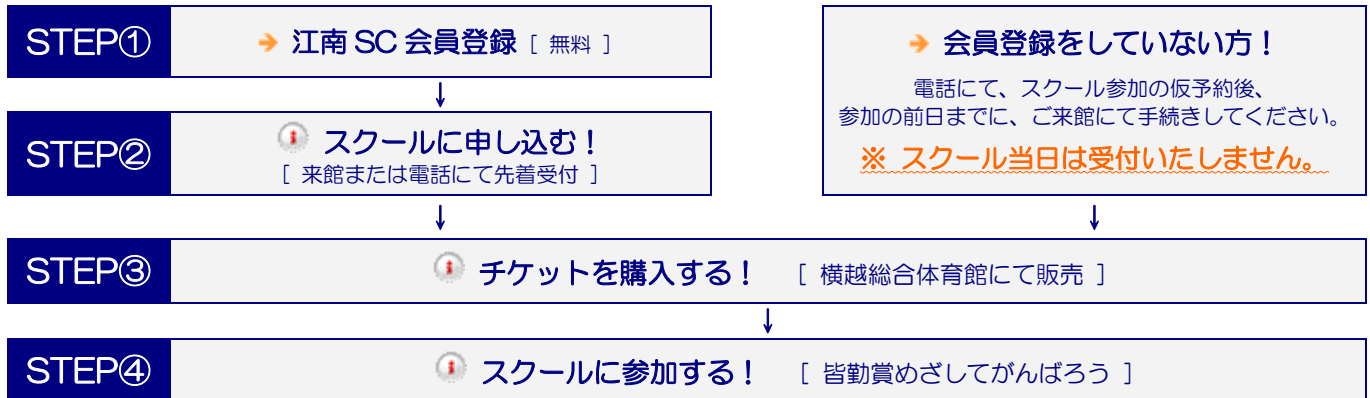 STEP① 江南 SC 会員登録 [ 無料 ]
STEP② スクールに申し込む！
[ 来館または電話にて先着受付 ]
会員登録をしていない方！
電話にて、スクール参加の仮予約後、
参加の前日までに、ご来館にて手続きしてください。
※ スクール当日は受付いたしません。
STEP③ チケットを購入する！ [ 横越総合体育館にて販売 ]
STEP④ スクールに参加する！ [ 皆勤賞めざしてがんばろう ]